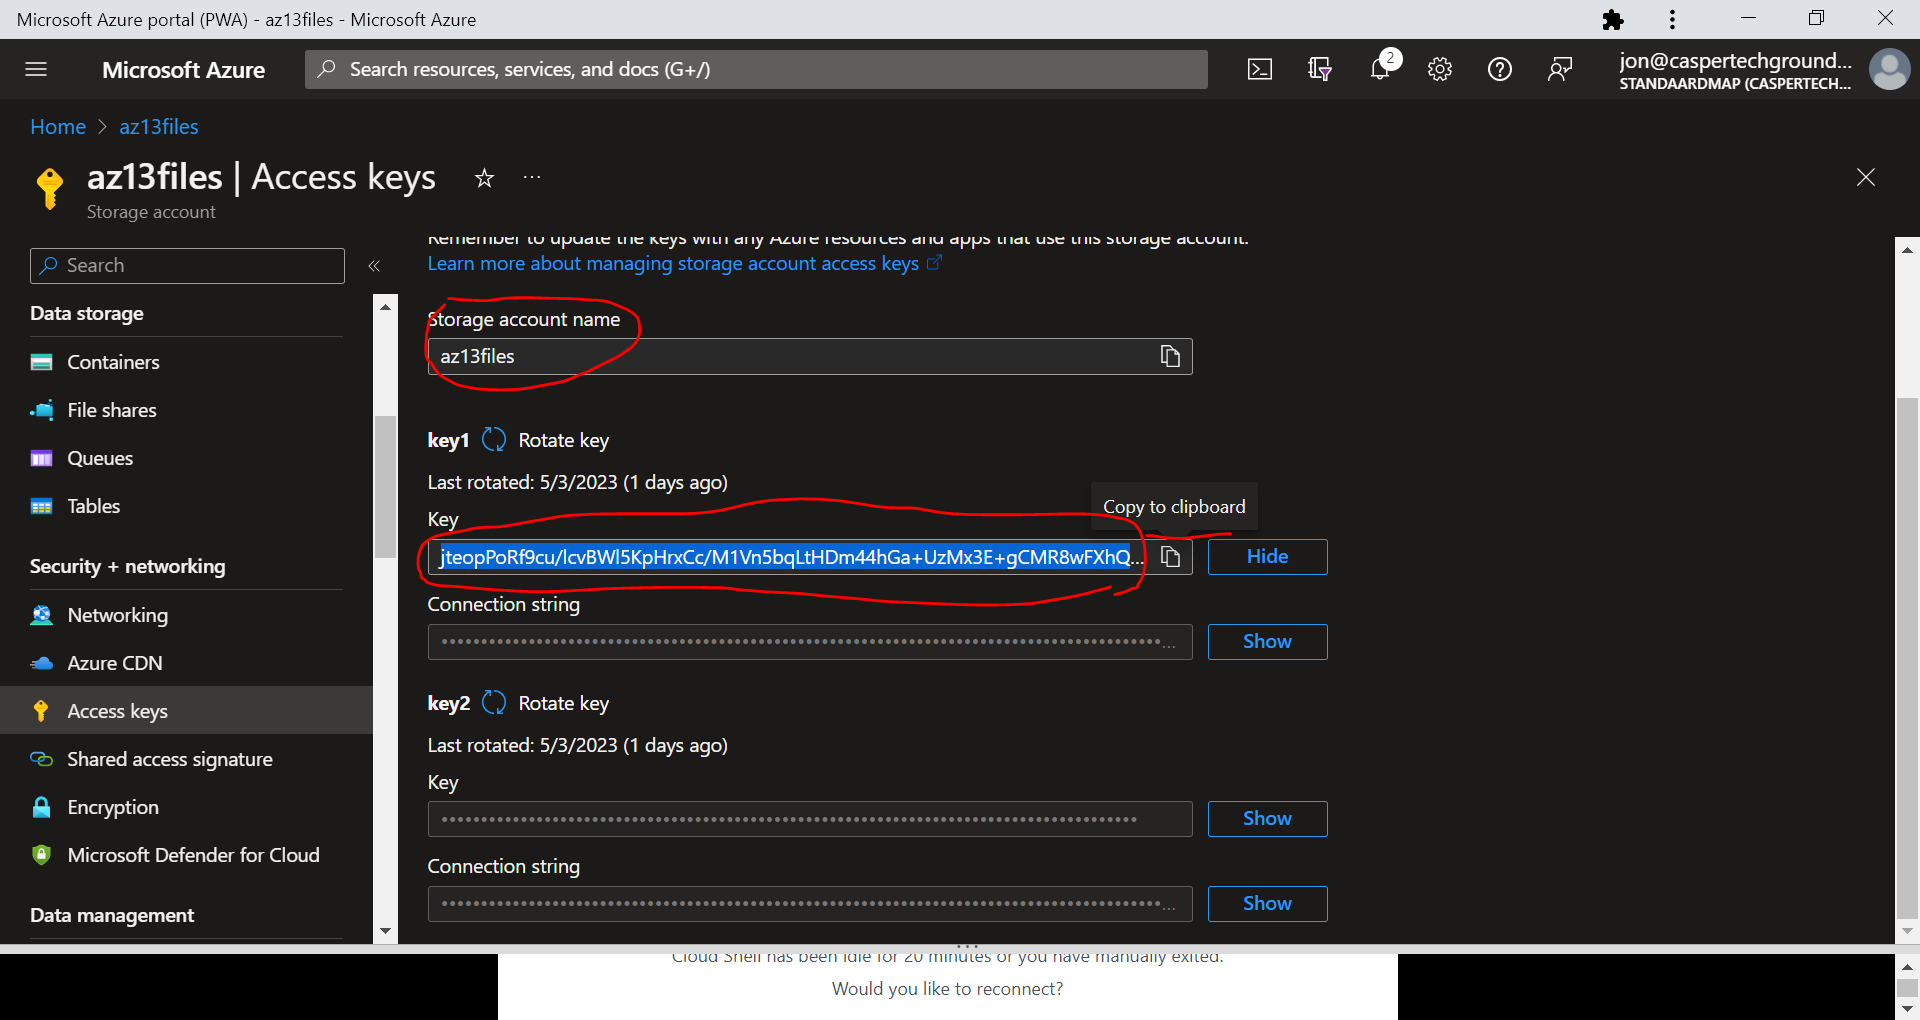 Microsoft Azure portal (PWA) - az13files - Microsoft Azure
Microsoft Azure
Search resources, services, and docs (G+/)
2
jon@caspertechground...
STANDAARDMAP (CASPERTECH...
Home > az13files
az13files | Access keys
Storage account
Search
Data storage
Containers
File shares
Queues
Tables
Security + networking
Networking
Azure CDN
Access keys
Shared access signature
Encryption
Microsoft Defender for Cloud
Data management
Remember to update the keys with any Azure resources and apps that use this storage account.
Learn more about managing storage account access keys
Storage account name
az13files
key1
Rotate key
Last rotated: 5/3/2023 (1 days ago)
Copy to clipboard
Key
jteopPoRf9cu/lcvBWl5KpHrxCc/M1Vn5bqLtHDm44hGa+UzMx3E+gCMR8wFXhQ...
Hide
Connection string
Show
key2
Rotate key
Last rotated: 5/3/2023 (1 days ago)
Key
Show
Connection string
Show
Cloud Shell has been idle for 20 minutes or you have manually exited.
Would you like to reconnect?